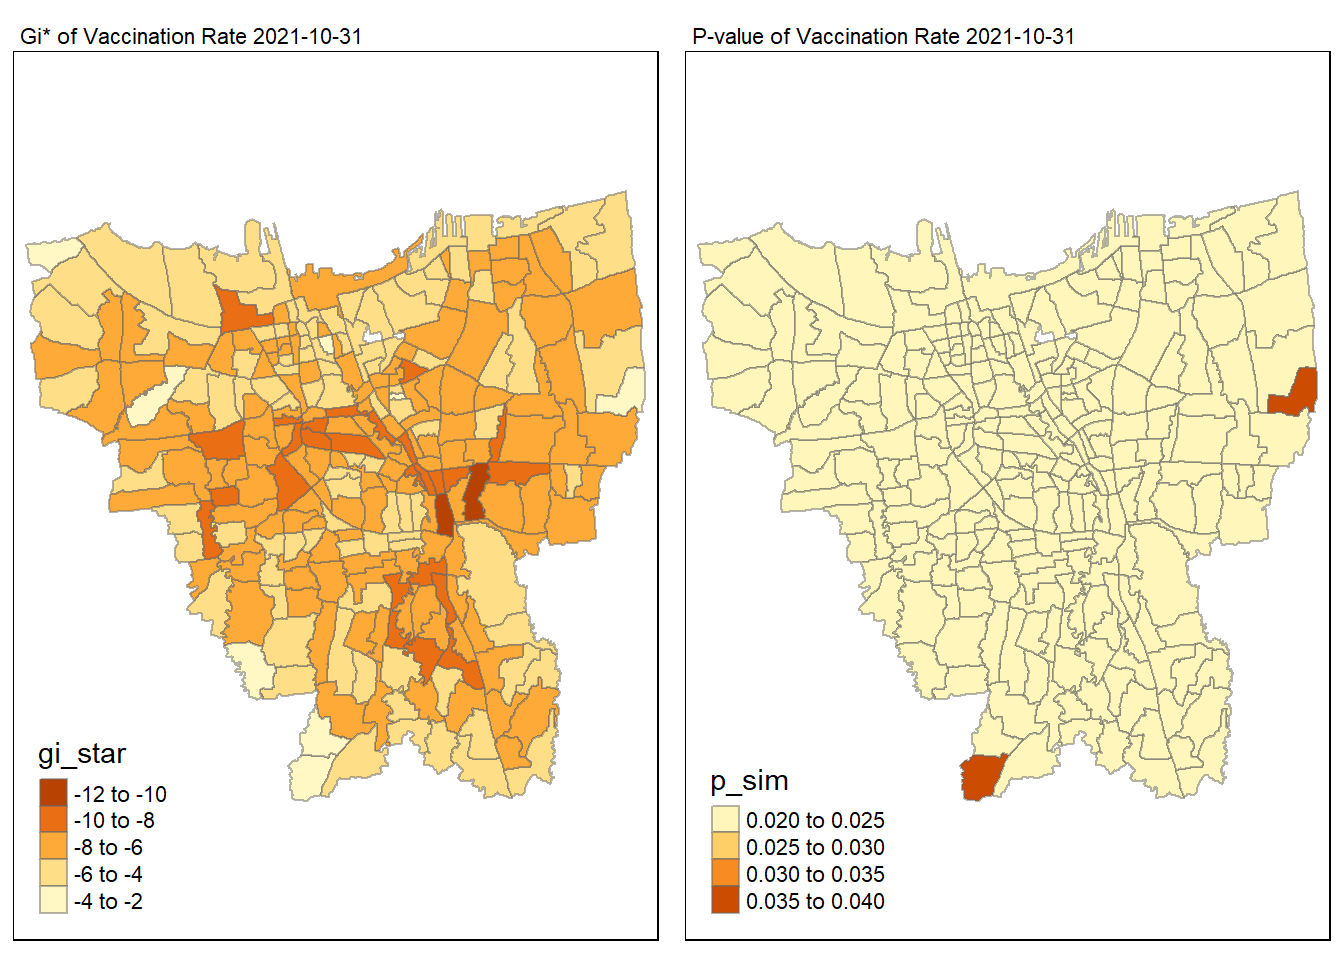 Gi* of Vaccination Rate 2021-10-31
P-value of Vaccination Rate 2021-10-31
gi_star
-12 to -10
-10 to -8
-8 to -6
-6 to -4
-4 to -2
p_sim
0.020 to 0.025
0.025 to 0.030
0.030 to 0.035
0.035 to 0.040